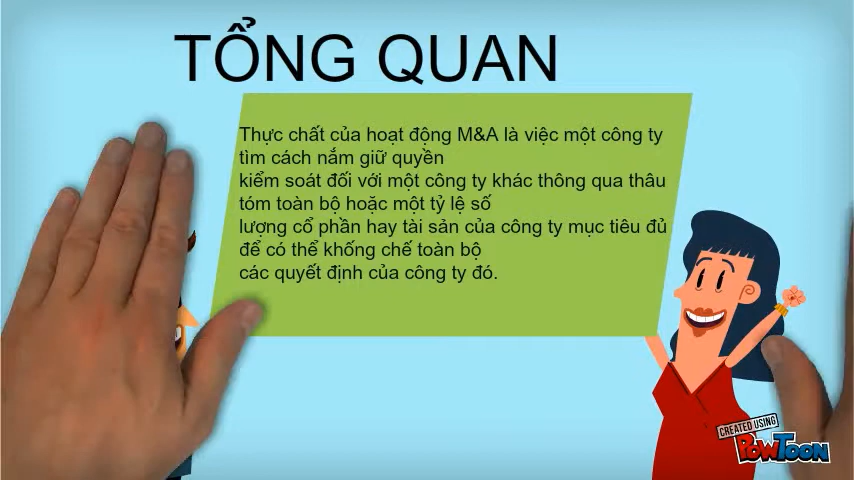 TỔNG QUAN
Thực chất của hoạt động M&A là việc một công ty
tìm cách nắm giữ quyền
kiểm soát đối với một công ty khác thông qua thâu
tóm toàn bộ hoặc một tỷ lệ số
lượng cổ phần hay tài sản của công ty mục tiêu đủ
để có thể khống chế toàn bộ
các quyết định của công ty đó.
CREATED USING
POWTOON